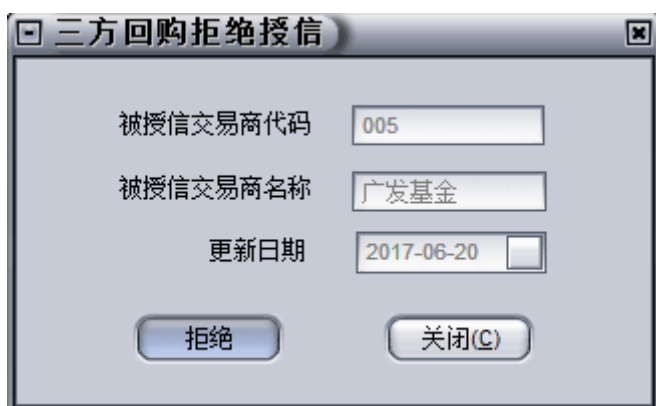 三方回购拒绝授信
被授信交易商代码 005
被授信交易商名称 广发基金
更新日期 2017-06-20
拒绝 关闭(C)